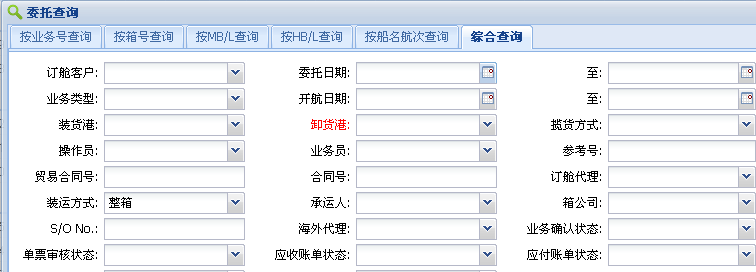 委托查询
按业务号查询 按箱号查询 按MB/L查询 按HB/L查询 按船名航次查询 综合查询
订舱客户: 委托日期: 至:
业务类型: 开航日期: 至:
装货港: 卸货港: 揽货方式:
操作员: 业务员: 参考号:
贸易合同号: 合同号: 订舱代理:
装运方式: 整箱 承运人: 箱公司:
S/O No.: 海外代理: 业务确认状态:
单票审核状态: 应收账单状态: 应付账单状态: